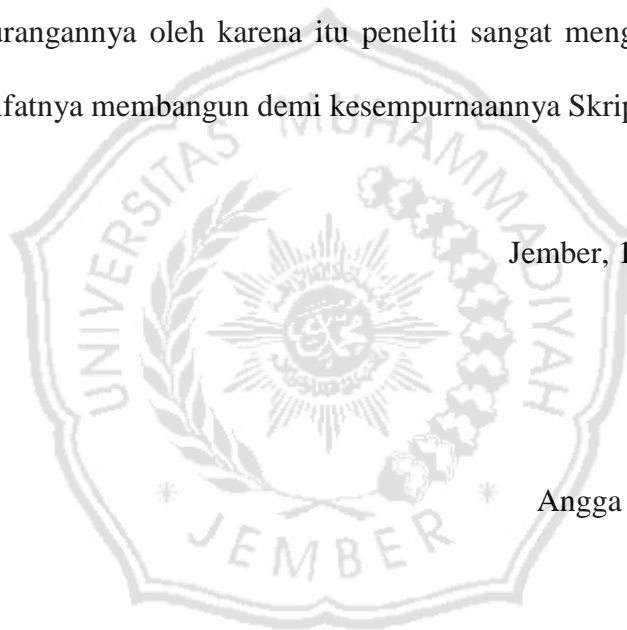 urangannya oleh karena itu peneliti sangat meng
ifatnya membangun demi kesempurnaannya Skrip
UNIVERSITAS MUHAMMADIYAH
Jember, 1
Angga
* JEMBER *